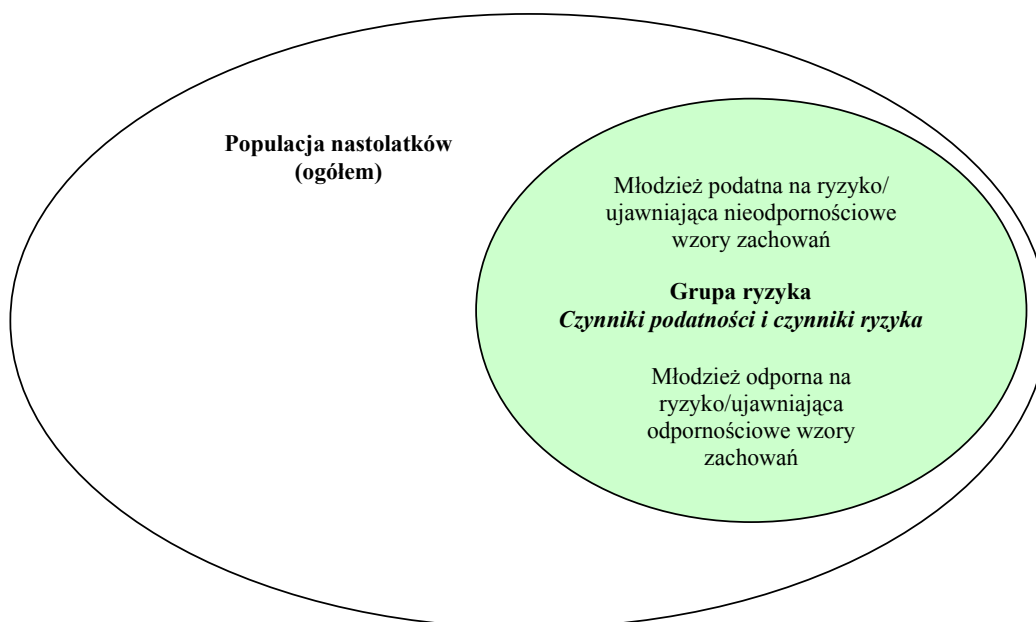 Populacja nastolatków
(ogółem)
Młodzież podatna na ryzyko/
ujawniająca nieodpornościowe
wzory zachowań
Grupa ryzyka
Czynniki podatności i czynniki ryzyka
Młodzież odporna na
ryzyko/ujawniająca
odpornościowe wzory
zachowań